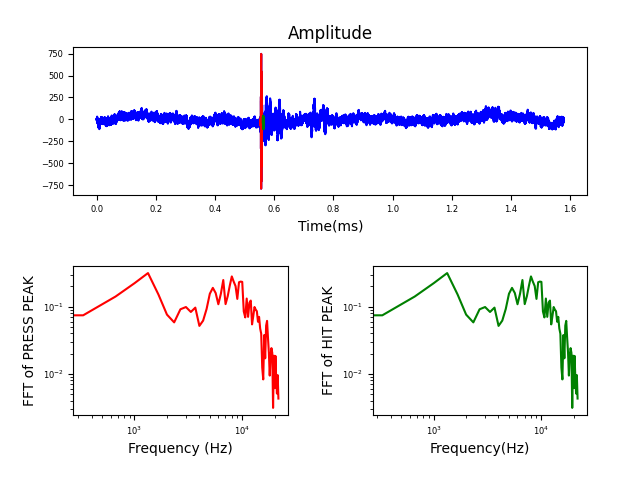 Amplitude
750
500
250
0
−250
−500
−750
0.0 0.2 0.4 0.6 0.8 1.0 1.2 1.4 1.6
Time(ms)
FFT of PRESS PEAK
10⁻¹
10⁻²
10³ 10⁴
Frequency (Hz)
FFT of HIT PEAK
10⁻¹
10⁻²
10³ 10⁴
Frequency(Hz)